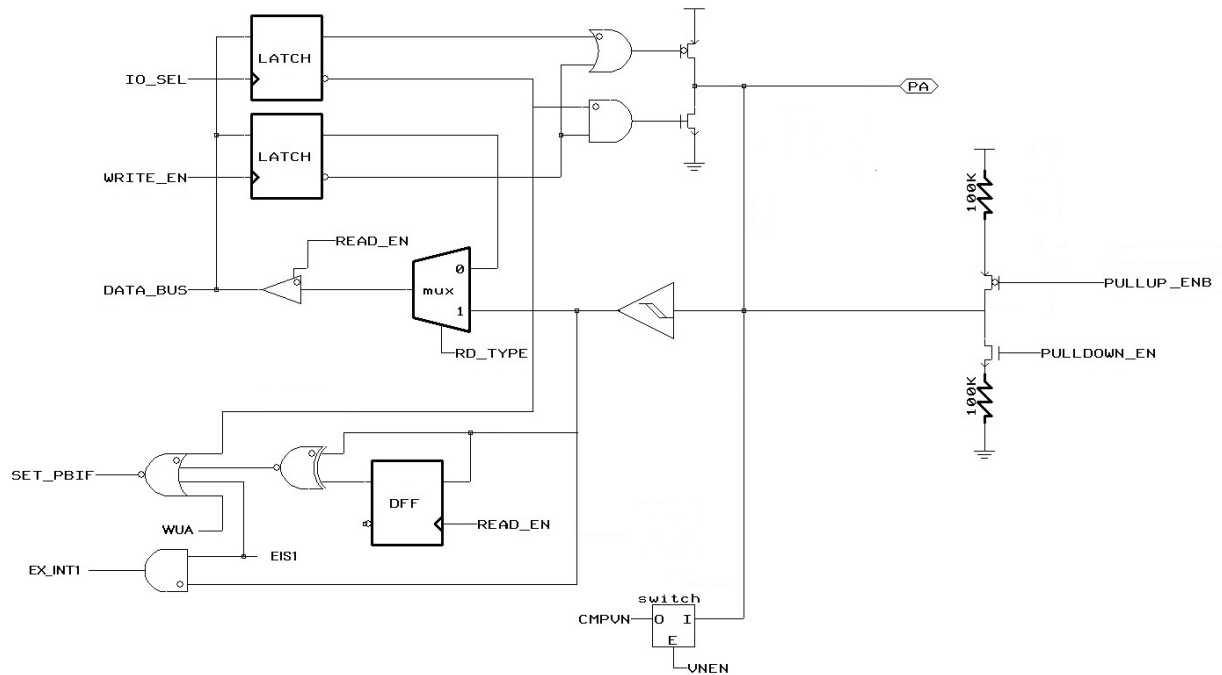 LATCH
IO_SEL
PA
LATCH
WRITE_EN
100K
READ_EN
0
PULLUP_ENB
DATA_BUS
mux
1
RD_TYPE
PULLDOWN_EN
100K
SET_PBIF
DFF
WUA
READ_EN
EIS1
EX_INT1
switch
CMPVN
O I
E
VNEN